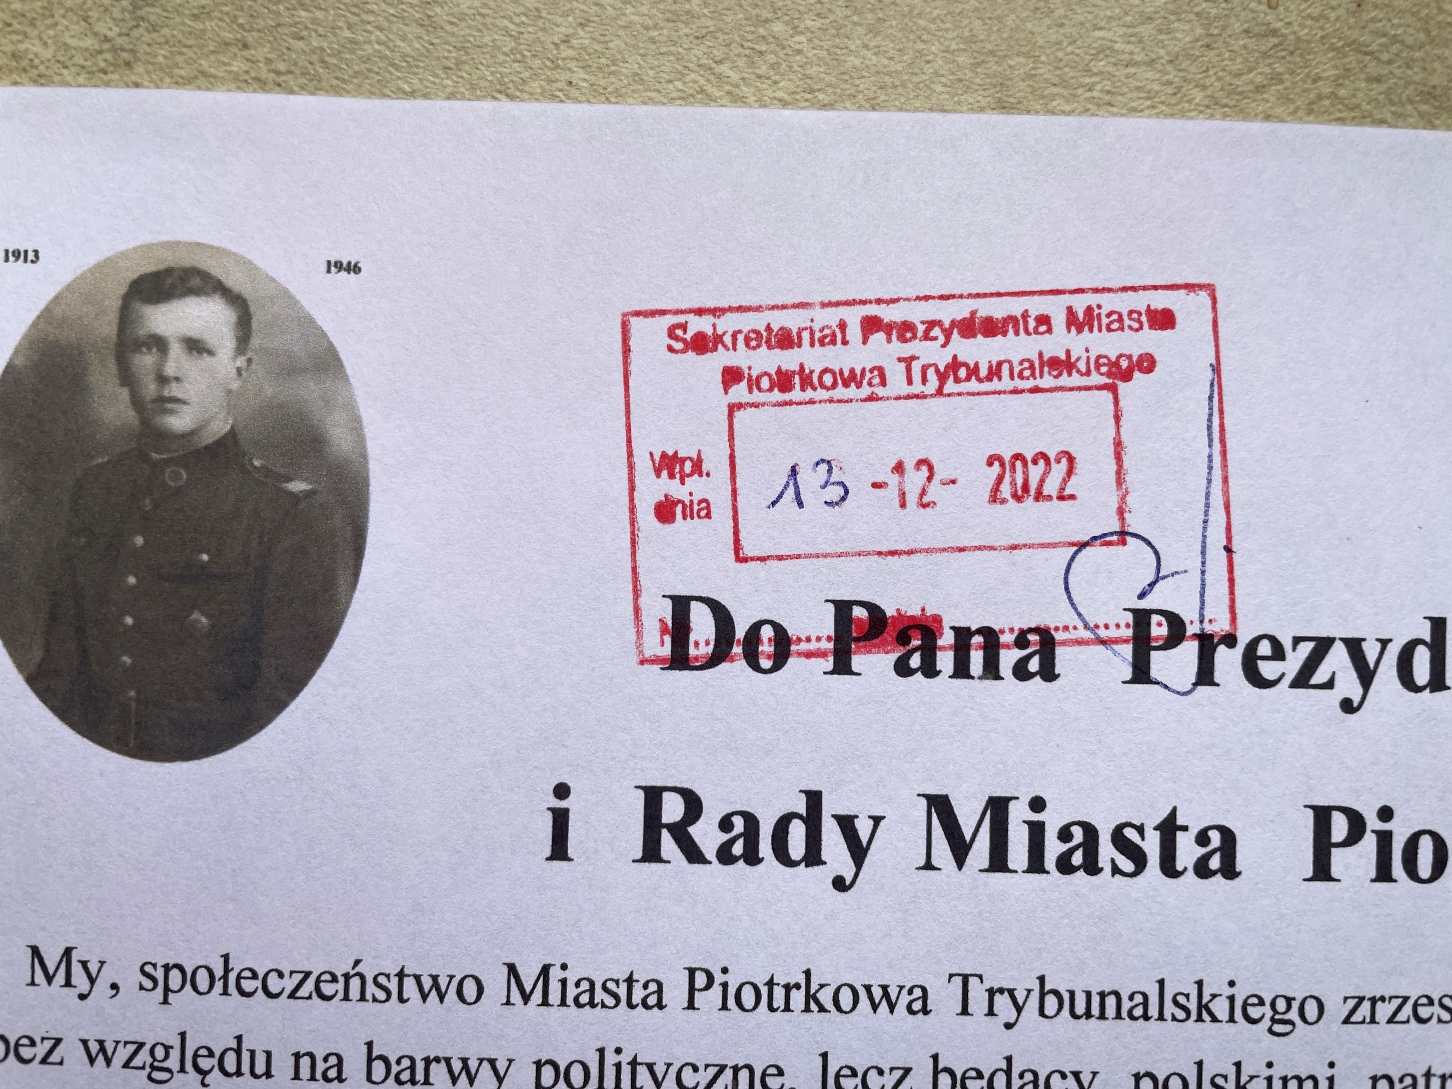 1913
1946
Sekretariat Prezydenta Miasta
Piotrkowa Trybunalskiego
Wpł.
dnia
13 -12- 2022
Do Pana Prezyd
i Rady Miasta Pio
My, społeczeństwo Miasta Piotrkowa Trybunalskiego zrzes
bez względu na barwy polityczne, lecz będący polskimi patr